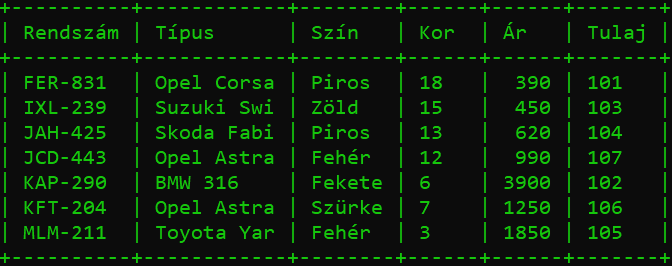 +----------+------------+--------+------+------+-------+
| Rendszám | Típus      | Szín   | Kor  | Ár   | Tulaj |
+----------+------------+--------+------+------+-------+
| FER-831  | Opel Corsa | Piros  | 18   |  390 | 101   |
| IXL-239  | Suzuki Swi | Zöld   | 15   |  450 | 103   |
| JAH-425  | Skoda Fabi | Piros  | 13   |  620 | 104   |
| JCD-443  | Opel Astra | Fehér  | 12   |  990 | 107   |
| KAP-290  | BMW 316    | Fekete | 6    | 3900 | 102   |
| KFT-204  | Opel Astra | Szürke | 7    | 1250 | 106   |
| MLM-211  | Toyota Yar | Fehér  | 3    | 1850 | 105   |
+----------+------------+--------+------+------+-------+